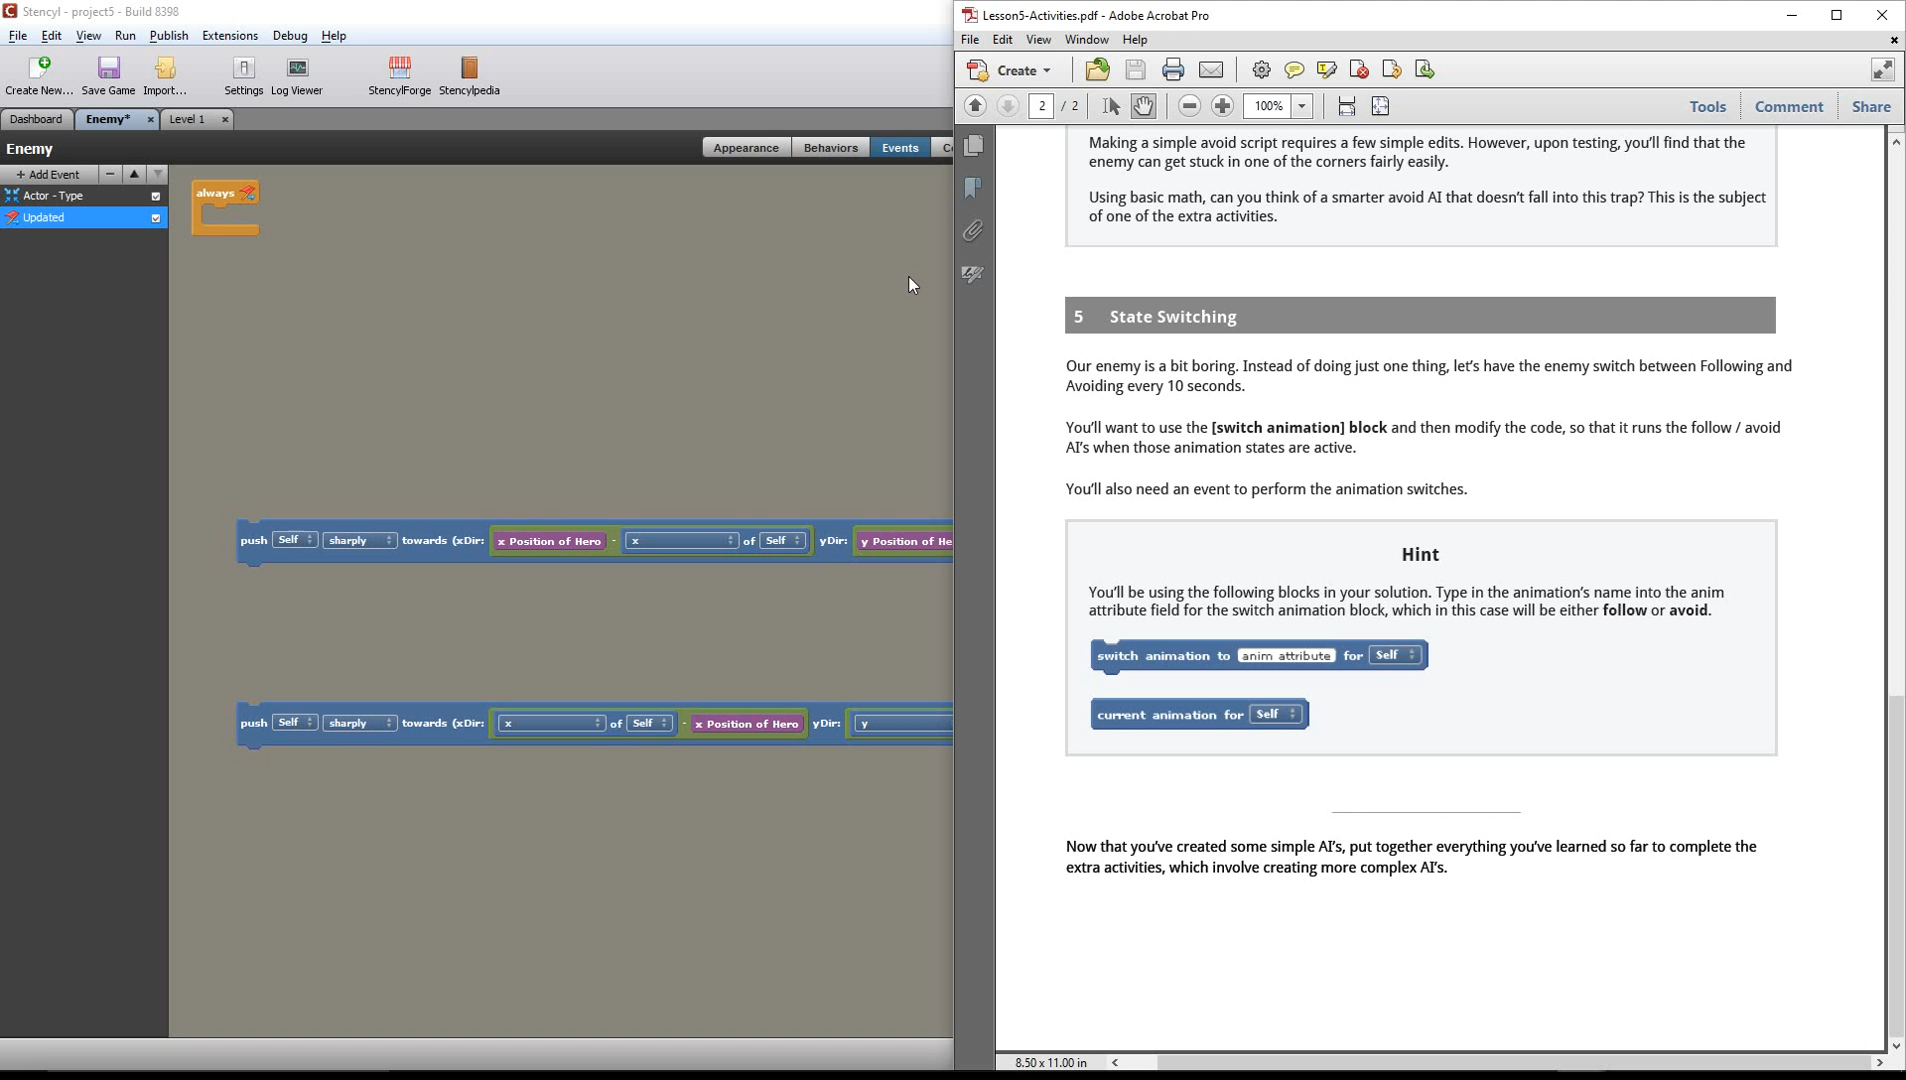 Stencyl - project5 - Build 8398
File Edit View Run Publish Extensions Debug Help
Create New... Save Game Import... Settings Log Viewer StencylForge Stencylpedia
Dashboard Enemy* × Level 1 ×
Enemy
Appearance Behaviors Events
+ Add Event
Actor - Type
Updated
always
push Self sharply towards (xDir: x Position of Hero - x of Self yDir: y Position of He
push Self sharply towards (xDir: x of Self - x Position of Hero yDir: y
Lesson5-Activities.pdf - Adobe Acrobat Pro
File Edit View Window Help
Create
2 / 2 100% Tools Comment Share
Making a simple avoid script requires a few simple edits. However, upon testing, you’ll find that the
enemy can get stuck in one of the corners fairly easily.
Using basic math, can you think of a smarter avoid AI that doesn’t fall into this trap? This is the subject
of one of the extra activities.
5 State Switching
Our enemy is a bit boring. Instead of doing just one thing, let’s have the enemy switch between Following and
Avoiding every 10 seconds.
You’ll want to use the [switch animation] block and then modify the code, so that it runs the follow / avoid
AI’s when those animation states are active.
You’ll also need an event to perform the animation switches.
Hint
You’ll be using the following blocks in your solution. Type in the animation’s name into the anim
attribute field for the switch animation block, which in this case will be either follow or avoid.
switch animation to anim attribute for Self
current animation for Self
Now that you’ve created some simple AI’s, put together everything you’ve learned so far to complete the
extra activities, which involve creating more complex AI’s.
8.50 x 11.00 in